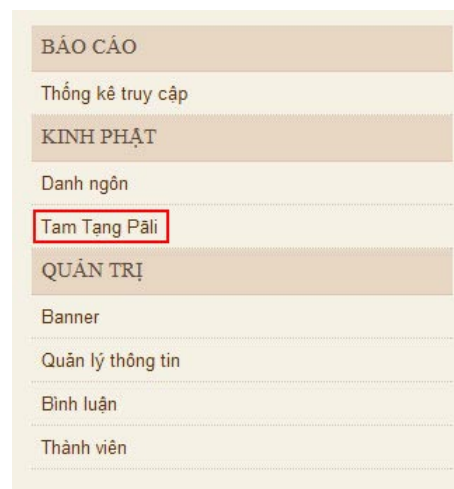 BÁO CÁO
Thống kê truy cập
KINH PHẬT
Danh ngôn
Tam Tạng Pāli
QUẢN TRỊ
Banner
Quản lý thông tin
Bình luận
Thành viên